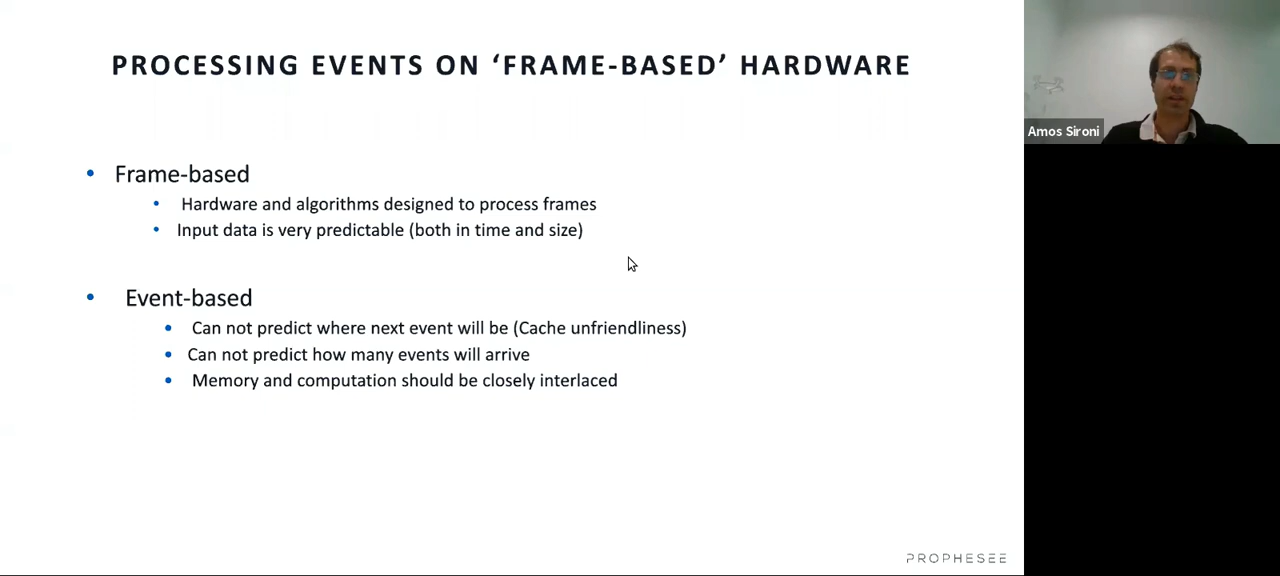 PROCESSING EVENTS ON ‘FRAME-BASED’ HARDWARE
Frame-based
Hardware and algorithms designed to process frames
Input data is very predictable (both in time and size)
Event-based
Can not predict where next event will be (Cache unfriendliness)
Can not predict how many events will arrive
Memory and computation should be closely interlaced
PROPHESEE
Amos Sironi